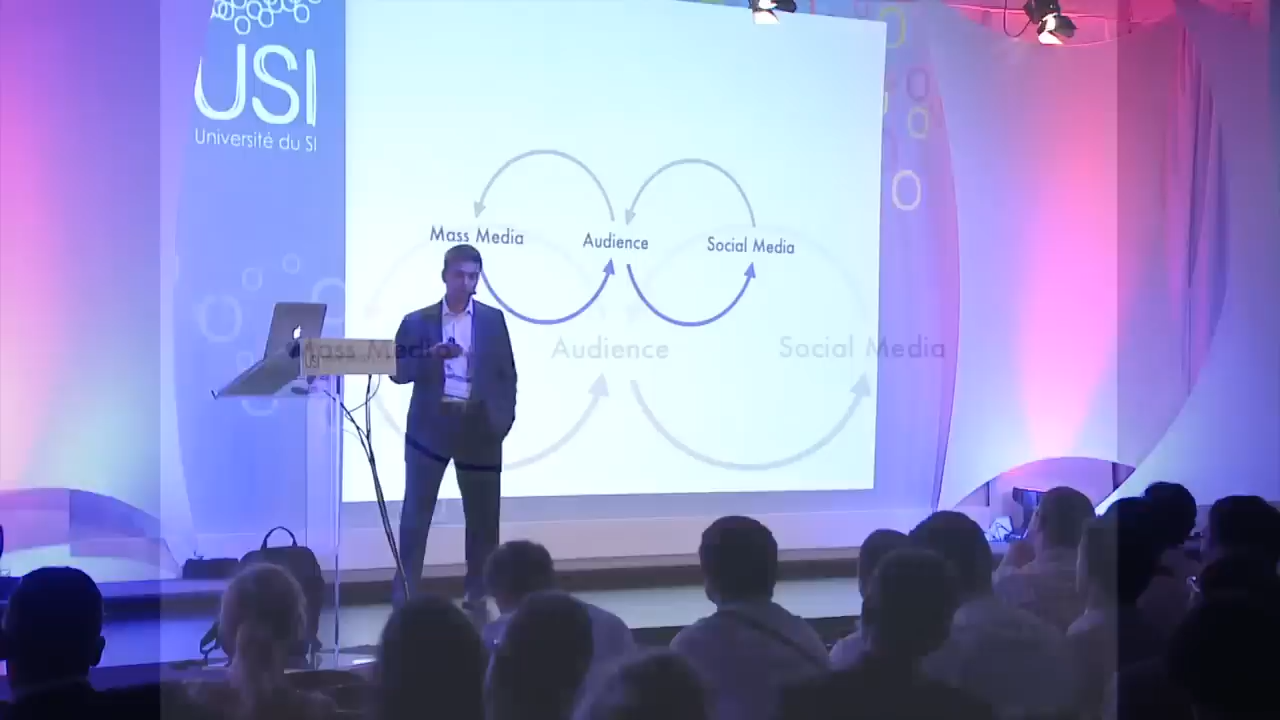 USI
Université du SI
Mass Media
Audience
Social Media
Mass Media
Audience
Social Media